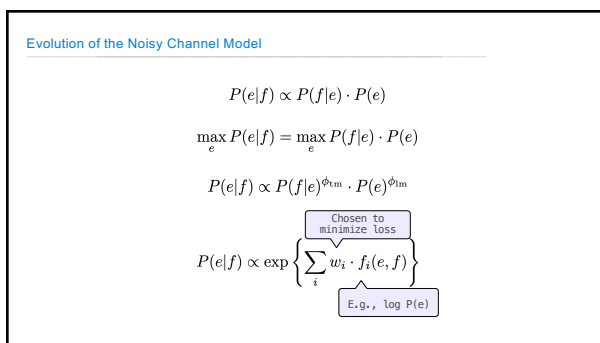 Evolution of the Noisy Channel Model
P(e|f) ∝ P(f|e) · P(e)
max_e P(e|f) = max_e P(f|e) · P(e)
P(e|f) ∝ P(f|e)^{ϕ_tm} · P(e)^{ϕ_lm}
Chosen to
minimize loss
P(e|f) ∝ exp { ∑_i w_i · f_i(e, f) }
E.g., log P(e)